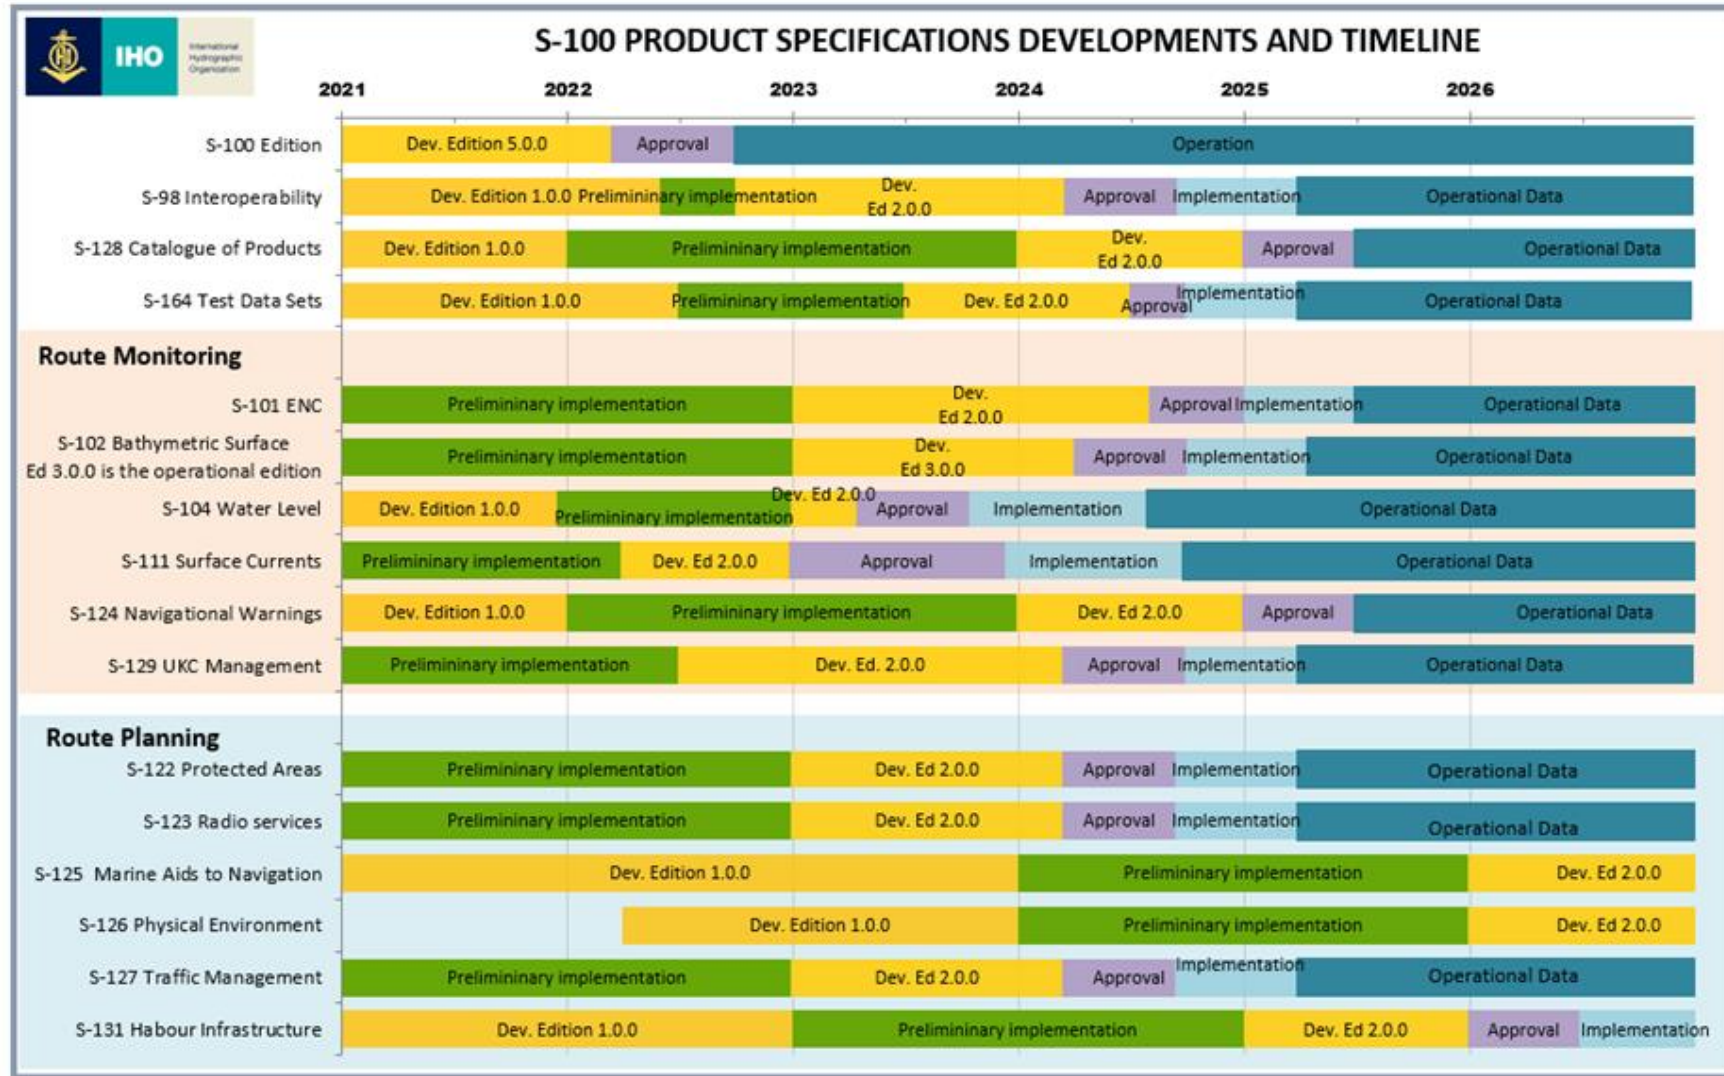 IHO
International
Hydrographic
Organization
S-100 PRODUCT SPECIFICATIONS DEVELOPMENTS AND TIMELINE
2021 2022 2023 2024 2025 2026
S-100 Edition Dev. Edition 5.0.0 Approval Operation
S-98 Interoperability Dev. Edition 1.0.0 Prelimininary implementation Dev. Ed 2.0.0 Approval Implementation Operational Data
S-128 Catalogue of Products Dev. Edition 1.0.0 Prelimininary implementation Dev. Ed 2.0.0 Approval Operational Data
S-164 Test Data Sets Dev. Edition 1.0.0 Prelimininary implementation Dev. Ed 2.0.0 Approval Implementation Operational Data
Route Monitoring
S-101 ENC Prelimininary implementation Dev. Ed 2.0.0 Approval Implementation Operational Data
S-102 Bathymetric Surface
Ed 3.0.0 is the operational edition Prelimininary implementation Dev. Ed 3.0.0 Approval Implementation Operational Data
S-104 Water Level Dev. Edition 1.0.0 Prelimininary implementation Dev. Ed 2.0.0 Approval Implementation Operational Data
S-111 Surface Currents Prelimininary implementation Dev. Ed 2.0.0 Approval Implementation Operational Data
S-124 Navigational Warnings Dev. Edition 1.0.0 Prelimininary implementation Dev. Ed 2.0.0 Approval Operational Data
S-129 UKC Management Prelimininary implementation Dev. Ed. 2.0.0 Approval Implementation Operational Data
Route Planning
S-122 Protected Areas Prelimininary implementation Dev. Ed 2.0.0 Approval Implementation Operational Data
S-123 Radio services Prelimininary implementation Dev. Ed 2.0.0 Approval Implementation Operational Data
S-125 Marine Aids to Navigation Dev. Edition 1.0.0 Prelimininary implementation Dev. Ed 2.0.0
S-126 Physical Environment Dev. Edition 1.0.0 Prelimininary implementation Dev. Ed 2.0.0
S-127 Traffic Management Prelimininary implementation Dev. Ed 2.0.0 Approval Implementation Operational Data
S-131 Habour Infrastructure Dev. Edition 1.0.0 Prelimininary implementation Dev. Ed 2.0.0 Approval Implementation